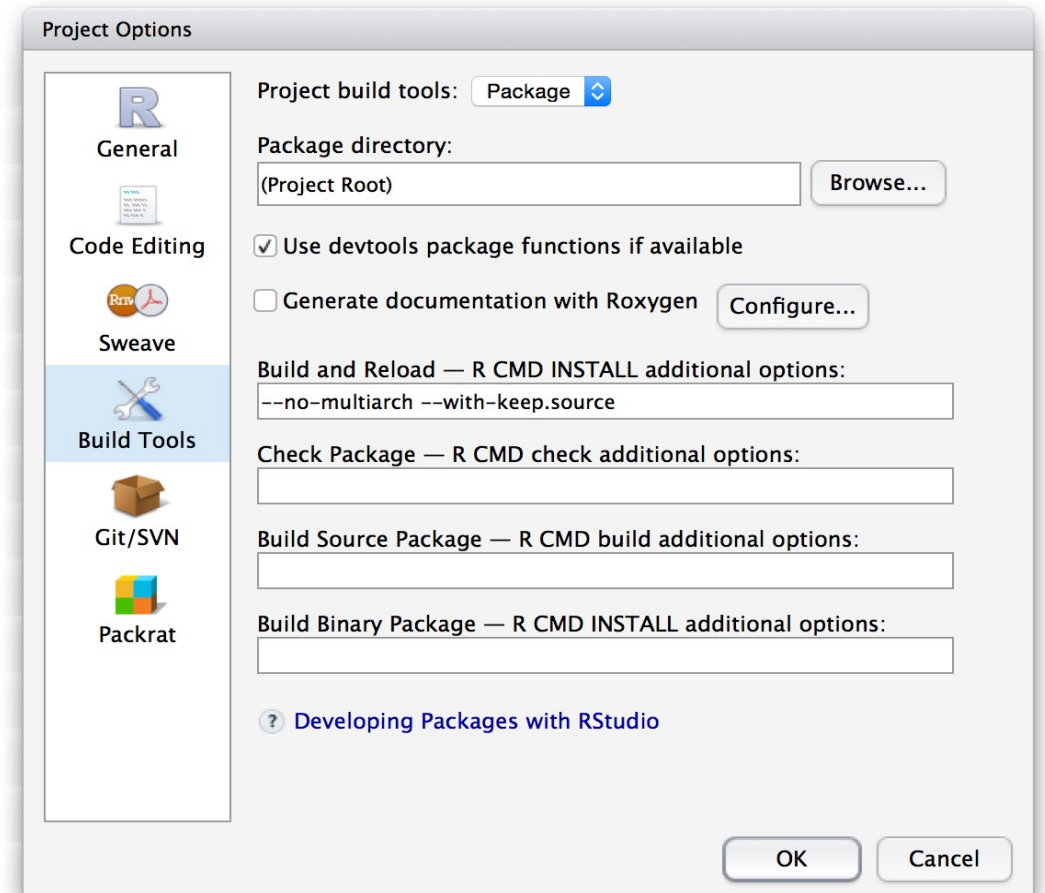 Project Options
R
General
Code Editing
Rnw
Sweave
Build Tools
Git/SVN
Packrat
Project build tools: Package
Package directory:
(Project Root)
Browse...
Use devtools package functions if available
Generate documentation with Roxygen
Configure...
Build and Reload — R CMD INSTALL additional options:
--no-multiarch --with-keep.source
Check Package — R CMD check additional options:
Build Source Package — R CMD build additional options:
Build Binary Package — R CMD INSTALL additional options:
? Developing Packages with RStudio
OK
Cancel